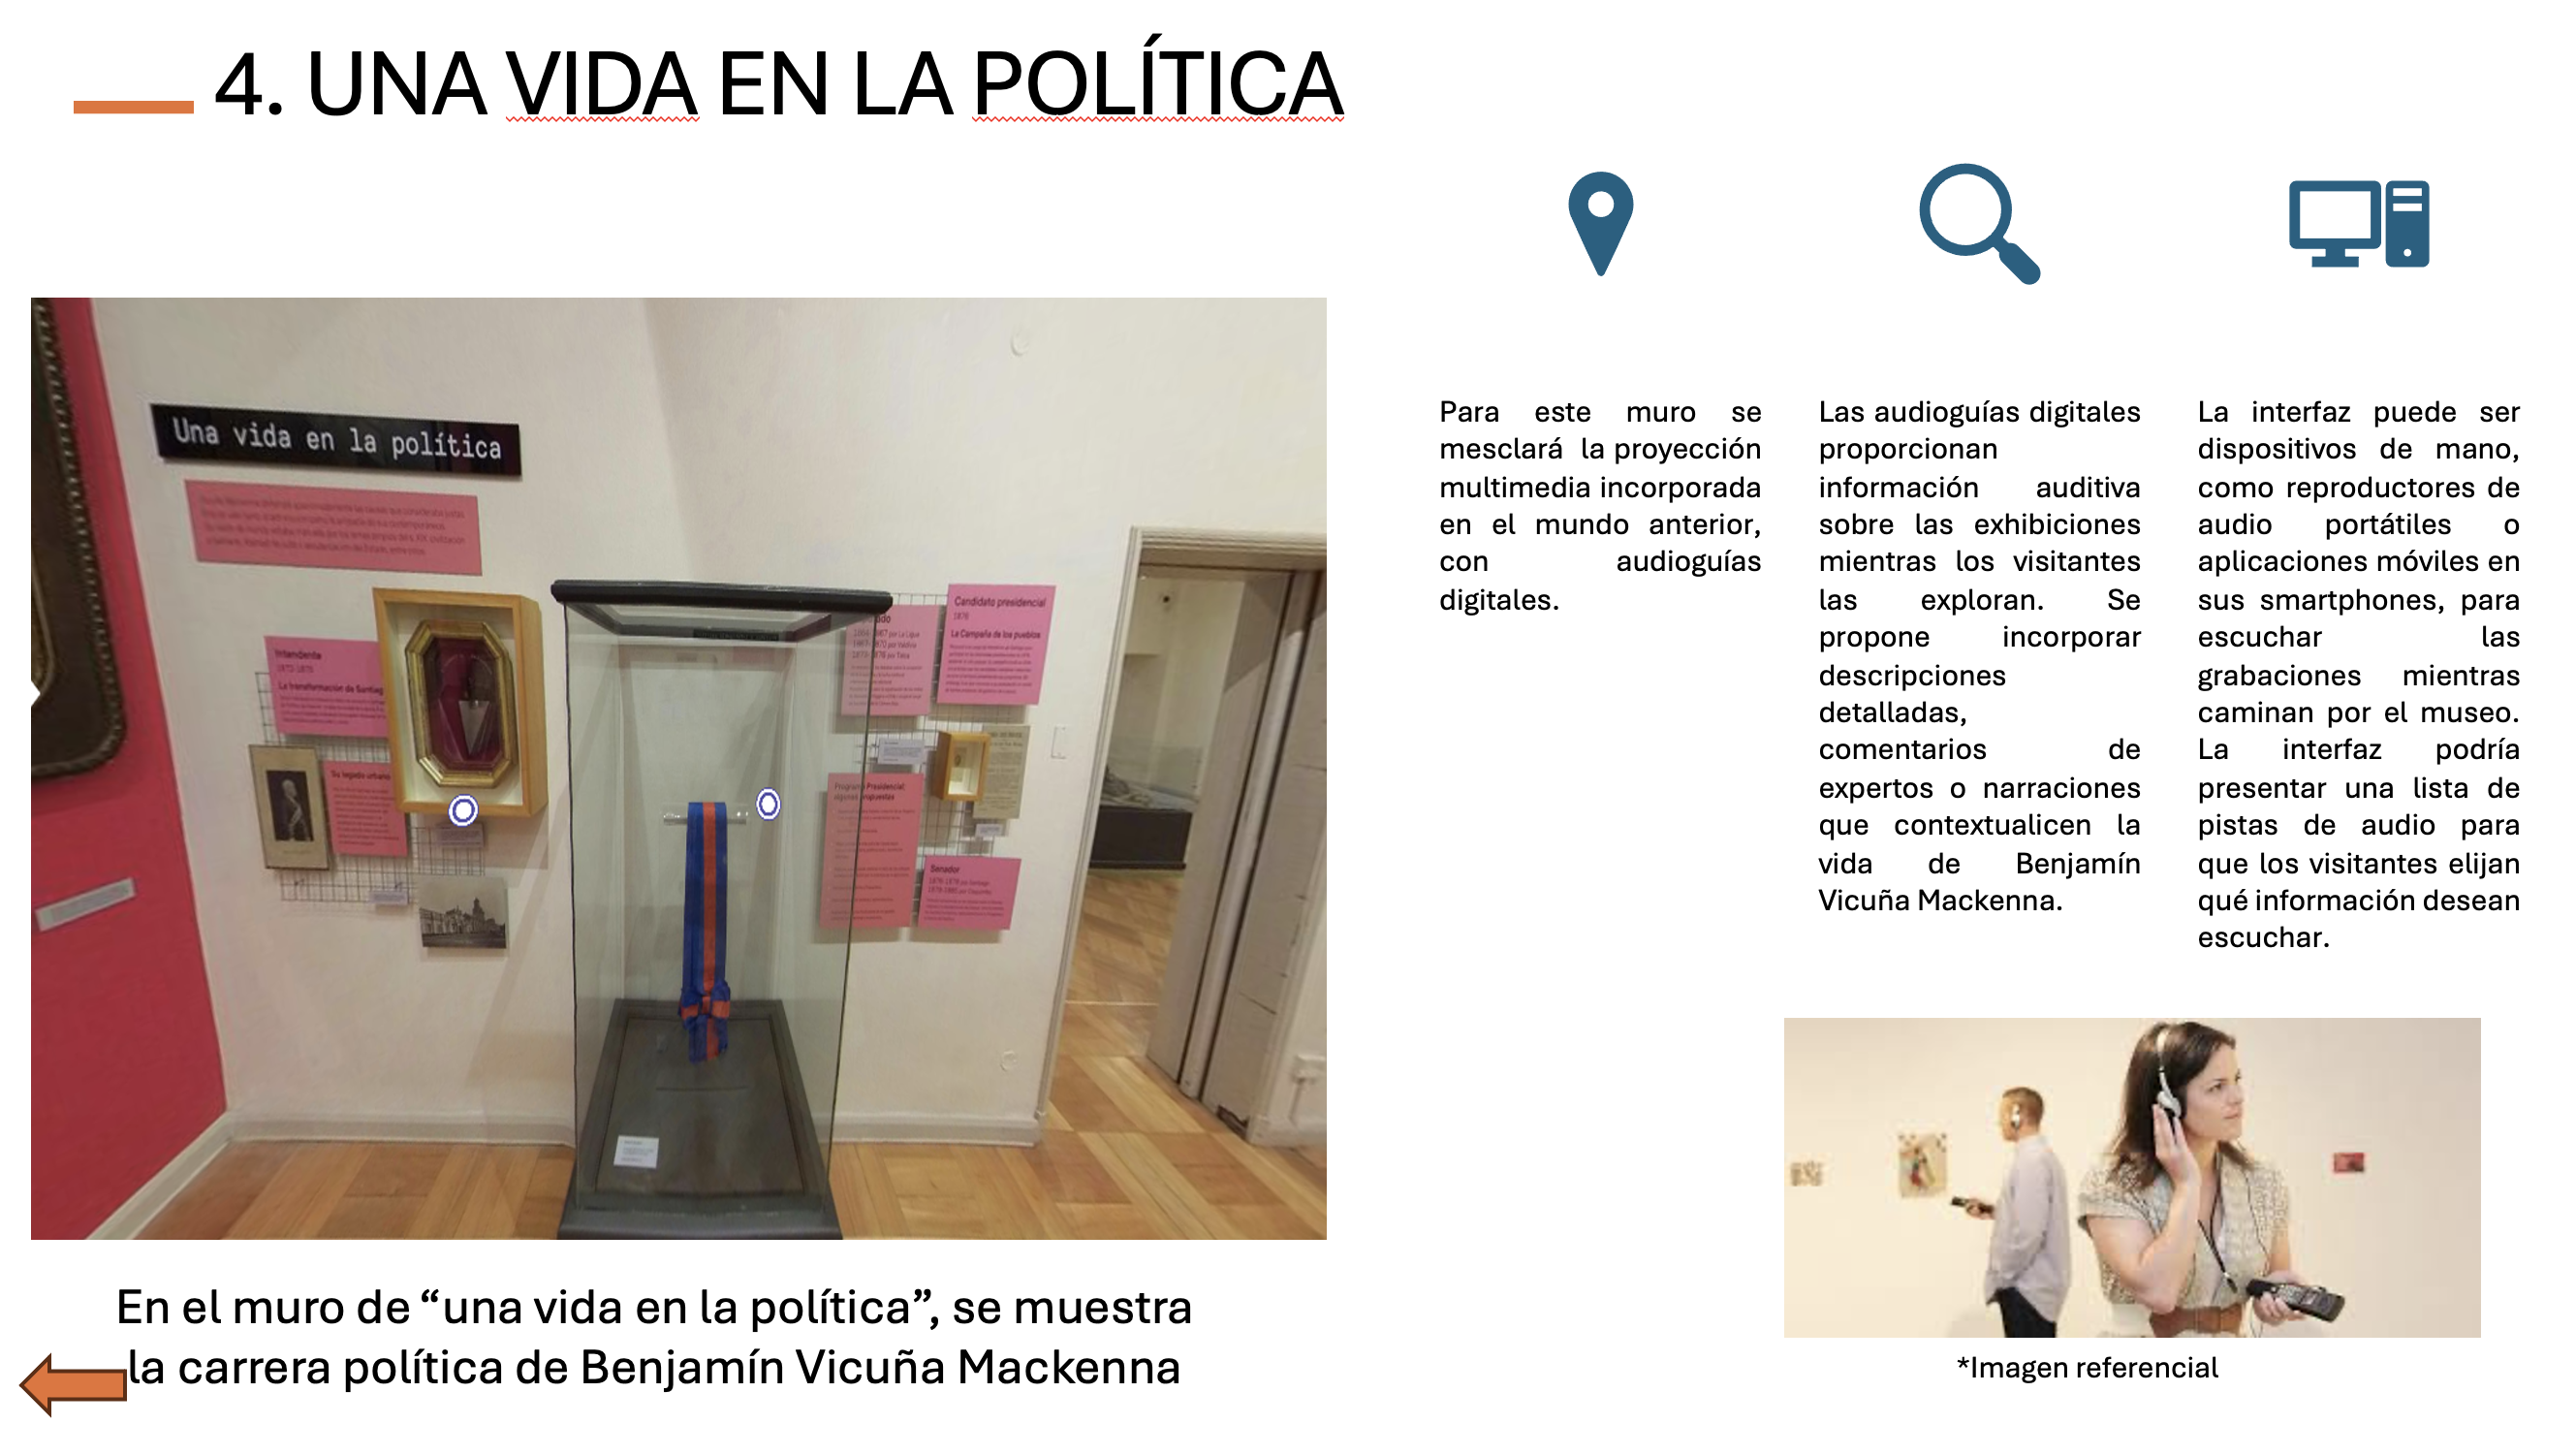 4. UNA VIDA EN LA POLÍTICA
Una vida en la política
Intendente
La transformación de Santiag
Su legado urbano
Candidato presidencial
1876
La Campaña de los pueblos
Senador
Para este muro se
mesclará la proyección
multimedia incorporada
en el mundo anterior,
con audioguías
digitales.
Las audioguías digitales
proporcionan
información auditiva
sobre las exhibiciones
mientras los visitantes
las exploran. Se
propone incorporar
descripciones
detalladas,
comentarios de
expertos o narraciones
que contextualicen la
vida de Benjamín
Vicuña Mackenna.
La interfaz puede ser
dispositivos de mano,
como reproductores de
audio portátiles o
aplicaciones móviles en
sus smartphones, para
escuchar las
grabaciones mientras
caminan por el museo.
La interfaz podría
presentar una lista de
pistas de audio para
que los visitantes elijan
qué información desean
escuchar.
En el muro de “una vida en la política”, se muestra
la carrera política de Benjamín Vicuña Mackenna
*Imagen referencial